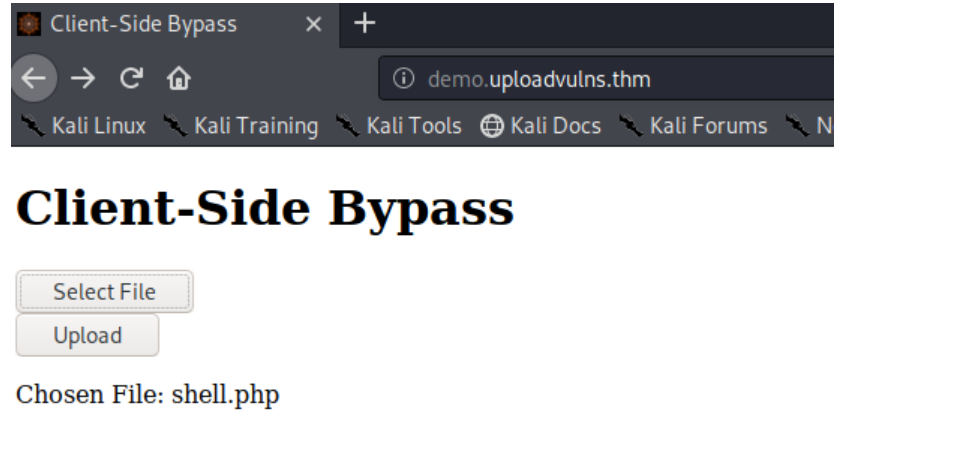 Client-Side Bypass
demo.uploadvulns.thm
Kali Linux Kali Training Kali Tools Kali Docs Kali Forums N
Client-Side Bypass
Select File
Upload
Chosen File: shell.php